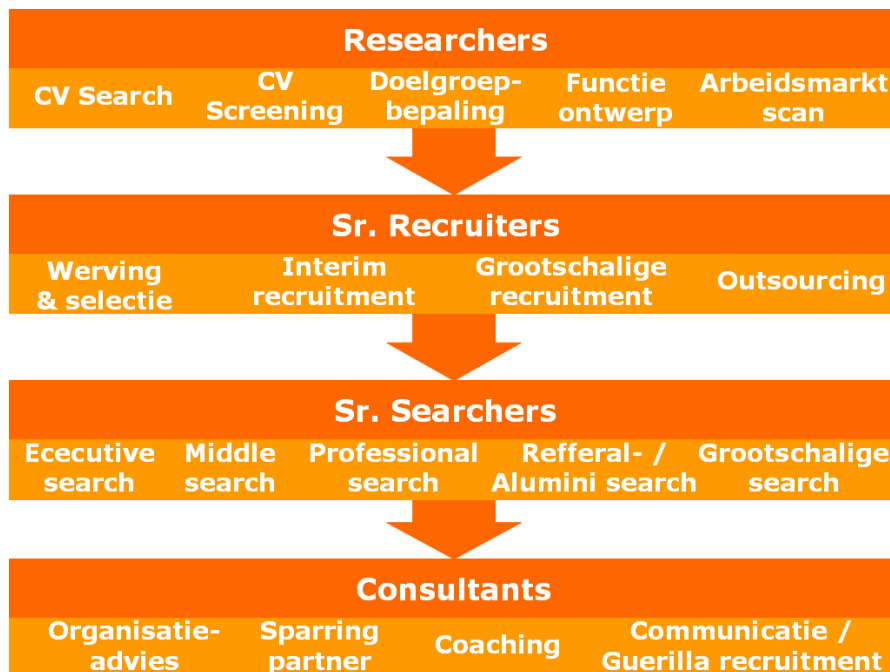 Researchers
CV Search
CV
Screening
Doelgroep-
bepaling
Functie
ontwerp
Arbeidsmarkt
scan
Sr. Recruiters
Werving
& selectie
Interim
recruitment
Grootschalige
recruitment
Outsourcing
Sr. Searchers
Ececutive
search
Middle
search
Professional
search
Refferal- /
Alumini search
Grootschalige
search
Consultants
Organisatie-
advies
Sparring
partner
Coaching
Communicatie /
Guerilla recruitment